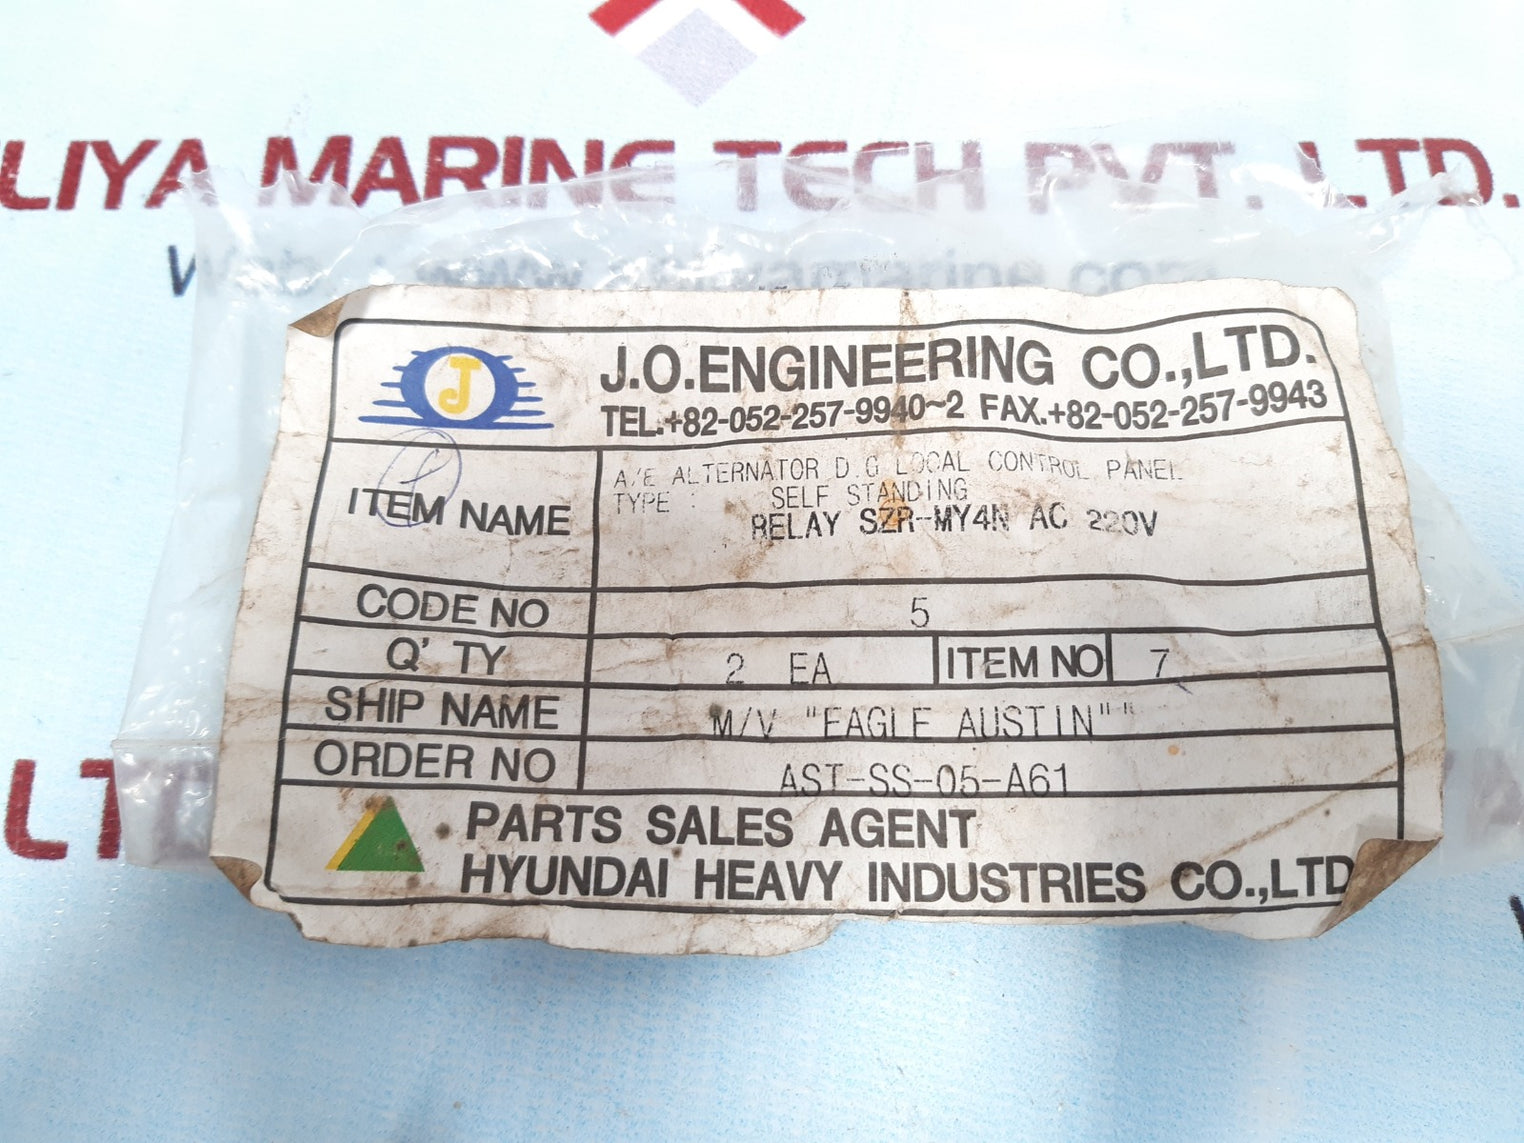 LIYA MARINE TECH PVT. LTD.
J
J.O.ENGINEERING CO.,LTD.
TEL.+82-052-257-9940~2 FAX.+82-052-257-9943
ITEM NAME
A/E ALTERNATOR D.G LOCAL CONTROL PANEL
TYPE : SELF STANDING
RELAY SZR-MY4N AC 220V
CODE NO 5
Q' TY 2 EA ITEM NO 7
SHIP NAME M/V "EAGLE AUSTIN""
ORDER NO AST-SS-05-A61
PARTS SALES AGENT
HYUNDAI HEAVY INDUSTRIES CO.,LTD